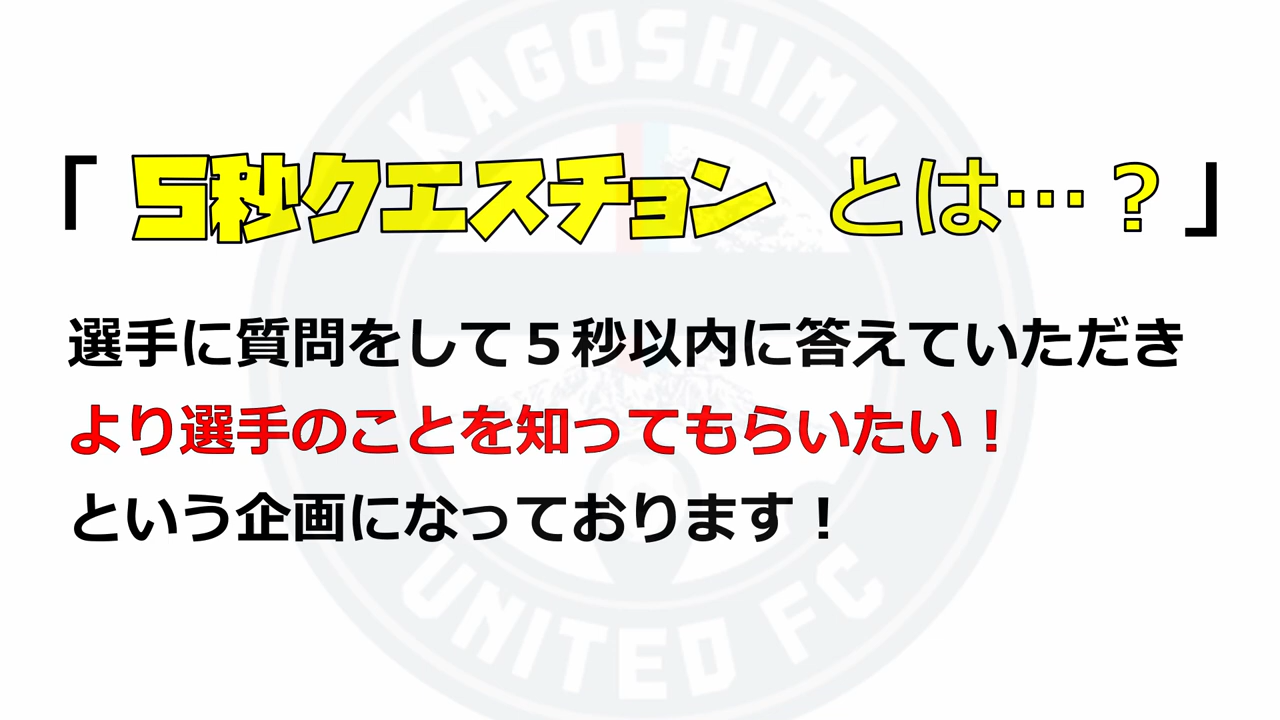 KAGOSHIMA
「５秒クエスチョン とは…？」
選手に質問をして５秒以内に答えていただき
より選手のことを知ってもらいたい！
という企画になっております！
UNITED FC